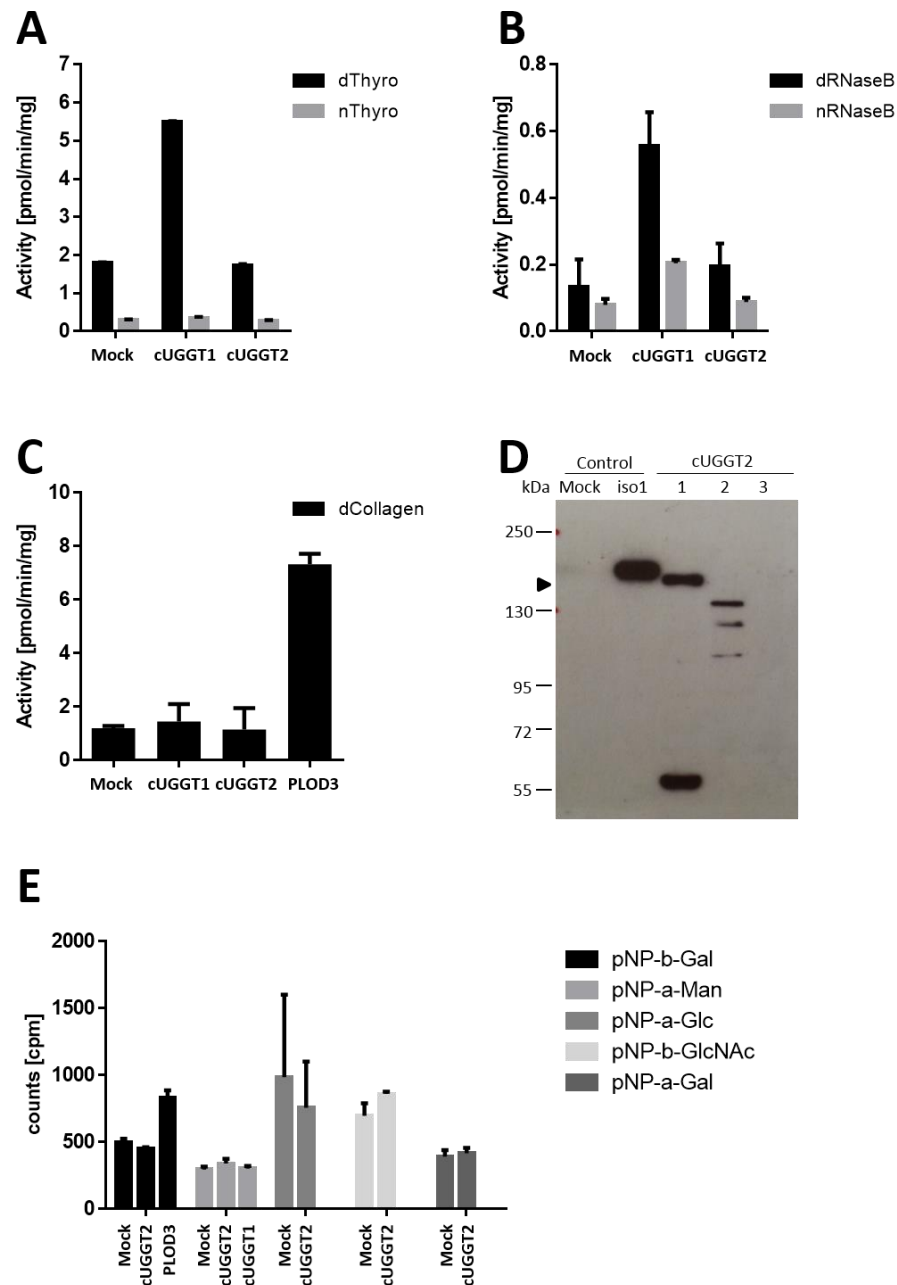 A
Activity [pmol/min/mg]
7
6
5
4
3
2
1
0
Mock cUGGT1 cUGGT2
dThyro
nThyro
B
Activity [pmol/min/mg]
0.8
0.6
0.4
0.2
0.0
Mock cUGGT1 cUGGT2
dRNaseB
nRNaseB
C
Activity [pmol/min/mg]
10
8
6
4
2
0
Mock cUGGT1 cUGGT2 PLOD3
dCollagen
D
Control cUGGT2
kDa Mock iso1 1 2 3
250
130
95
72
55
E
counts [cpm]
2000
1500
1000
500
0
Mock
cUGGT2
PLOD3
Mock
cUGGT2
cUGGT1
Mock
cUGGT2
Mock
cUGGT2
Mock
cUGGT2
pNP-b-Gal
pNP-a-Man
pNP-a-Glc
pNP-b-GlcNAc
pNP-a-Gal